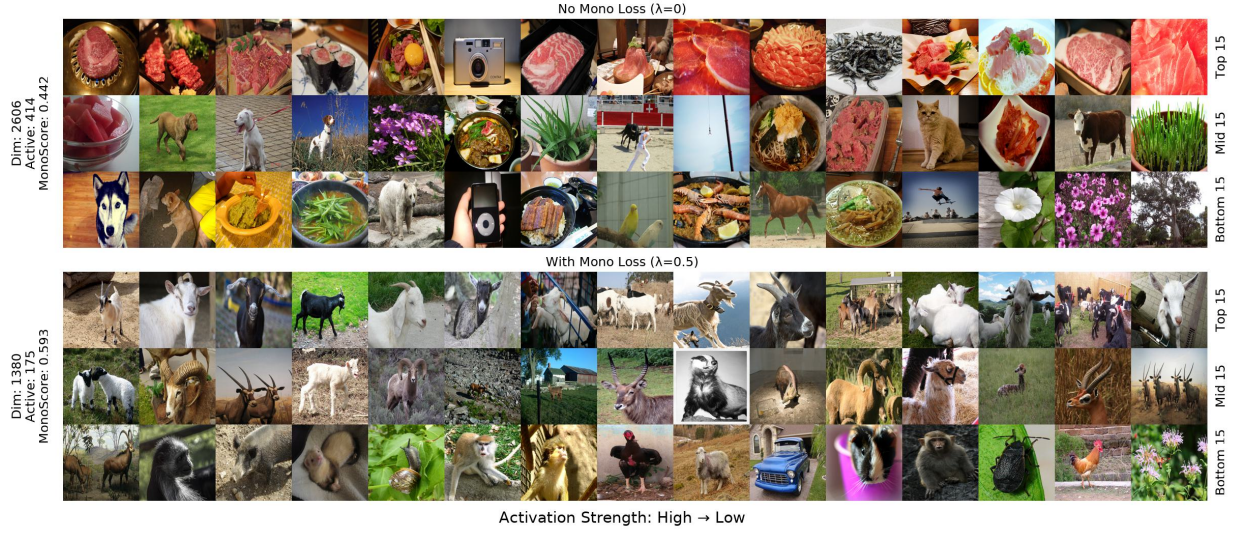 No Mono Loss (λ=0)
Dim: 2606
Active: 414
MonoScore: 0.442
Top 15
Mid 15
Bottom 15
With Mono Loss (λ=0.5)
Dim: 1380
Active: 175
MonoScore: 0.593
Top 15
Mid 15
Bottom 15
Activation Strength: High → Low